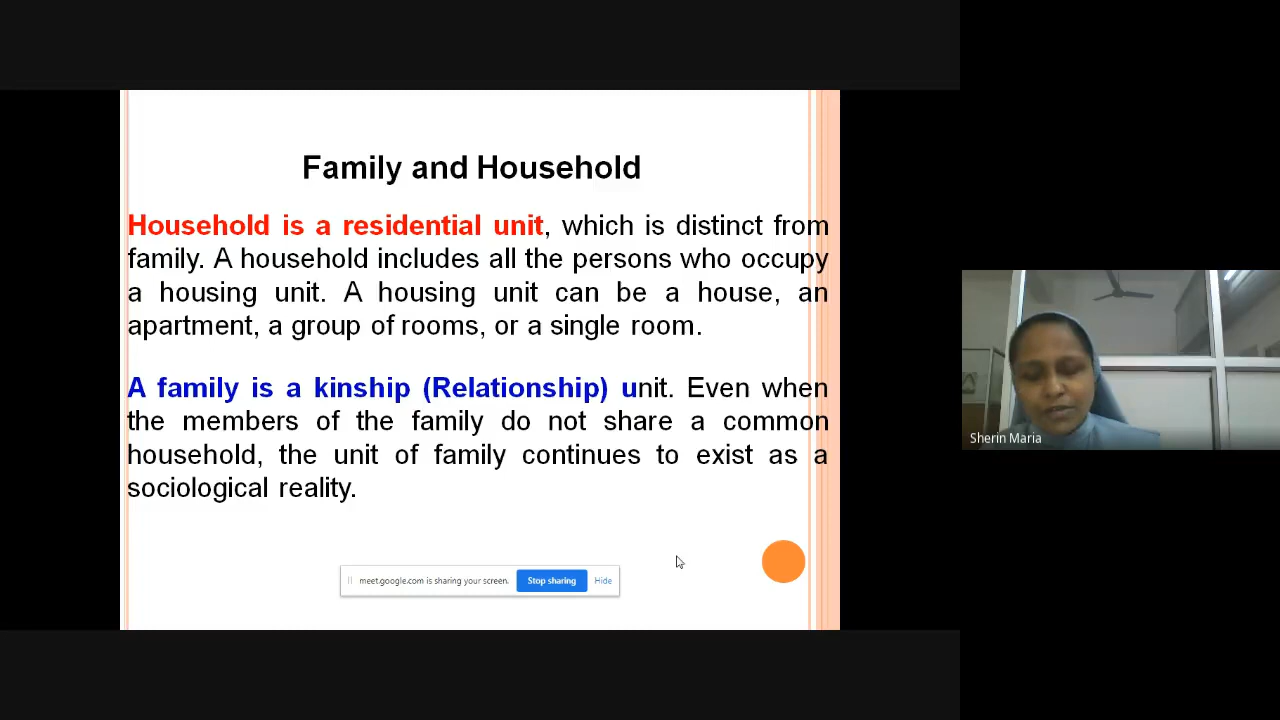 Family and Household
Household is a residential unit, which is distinct from
family. A household includes all the persons who occupy
a housing unit. A housing unit can be a house, an
apartment, a group of rooms, or a single room.
A family is a kinship (Relationship) unit. Even when
the members of the family do not share a common
household, the unit of family continues to exist as a
sociological reality.
meet.google.com is sharing your screen. Stop sharing Hide
Sherin Maria